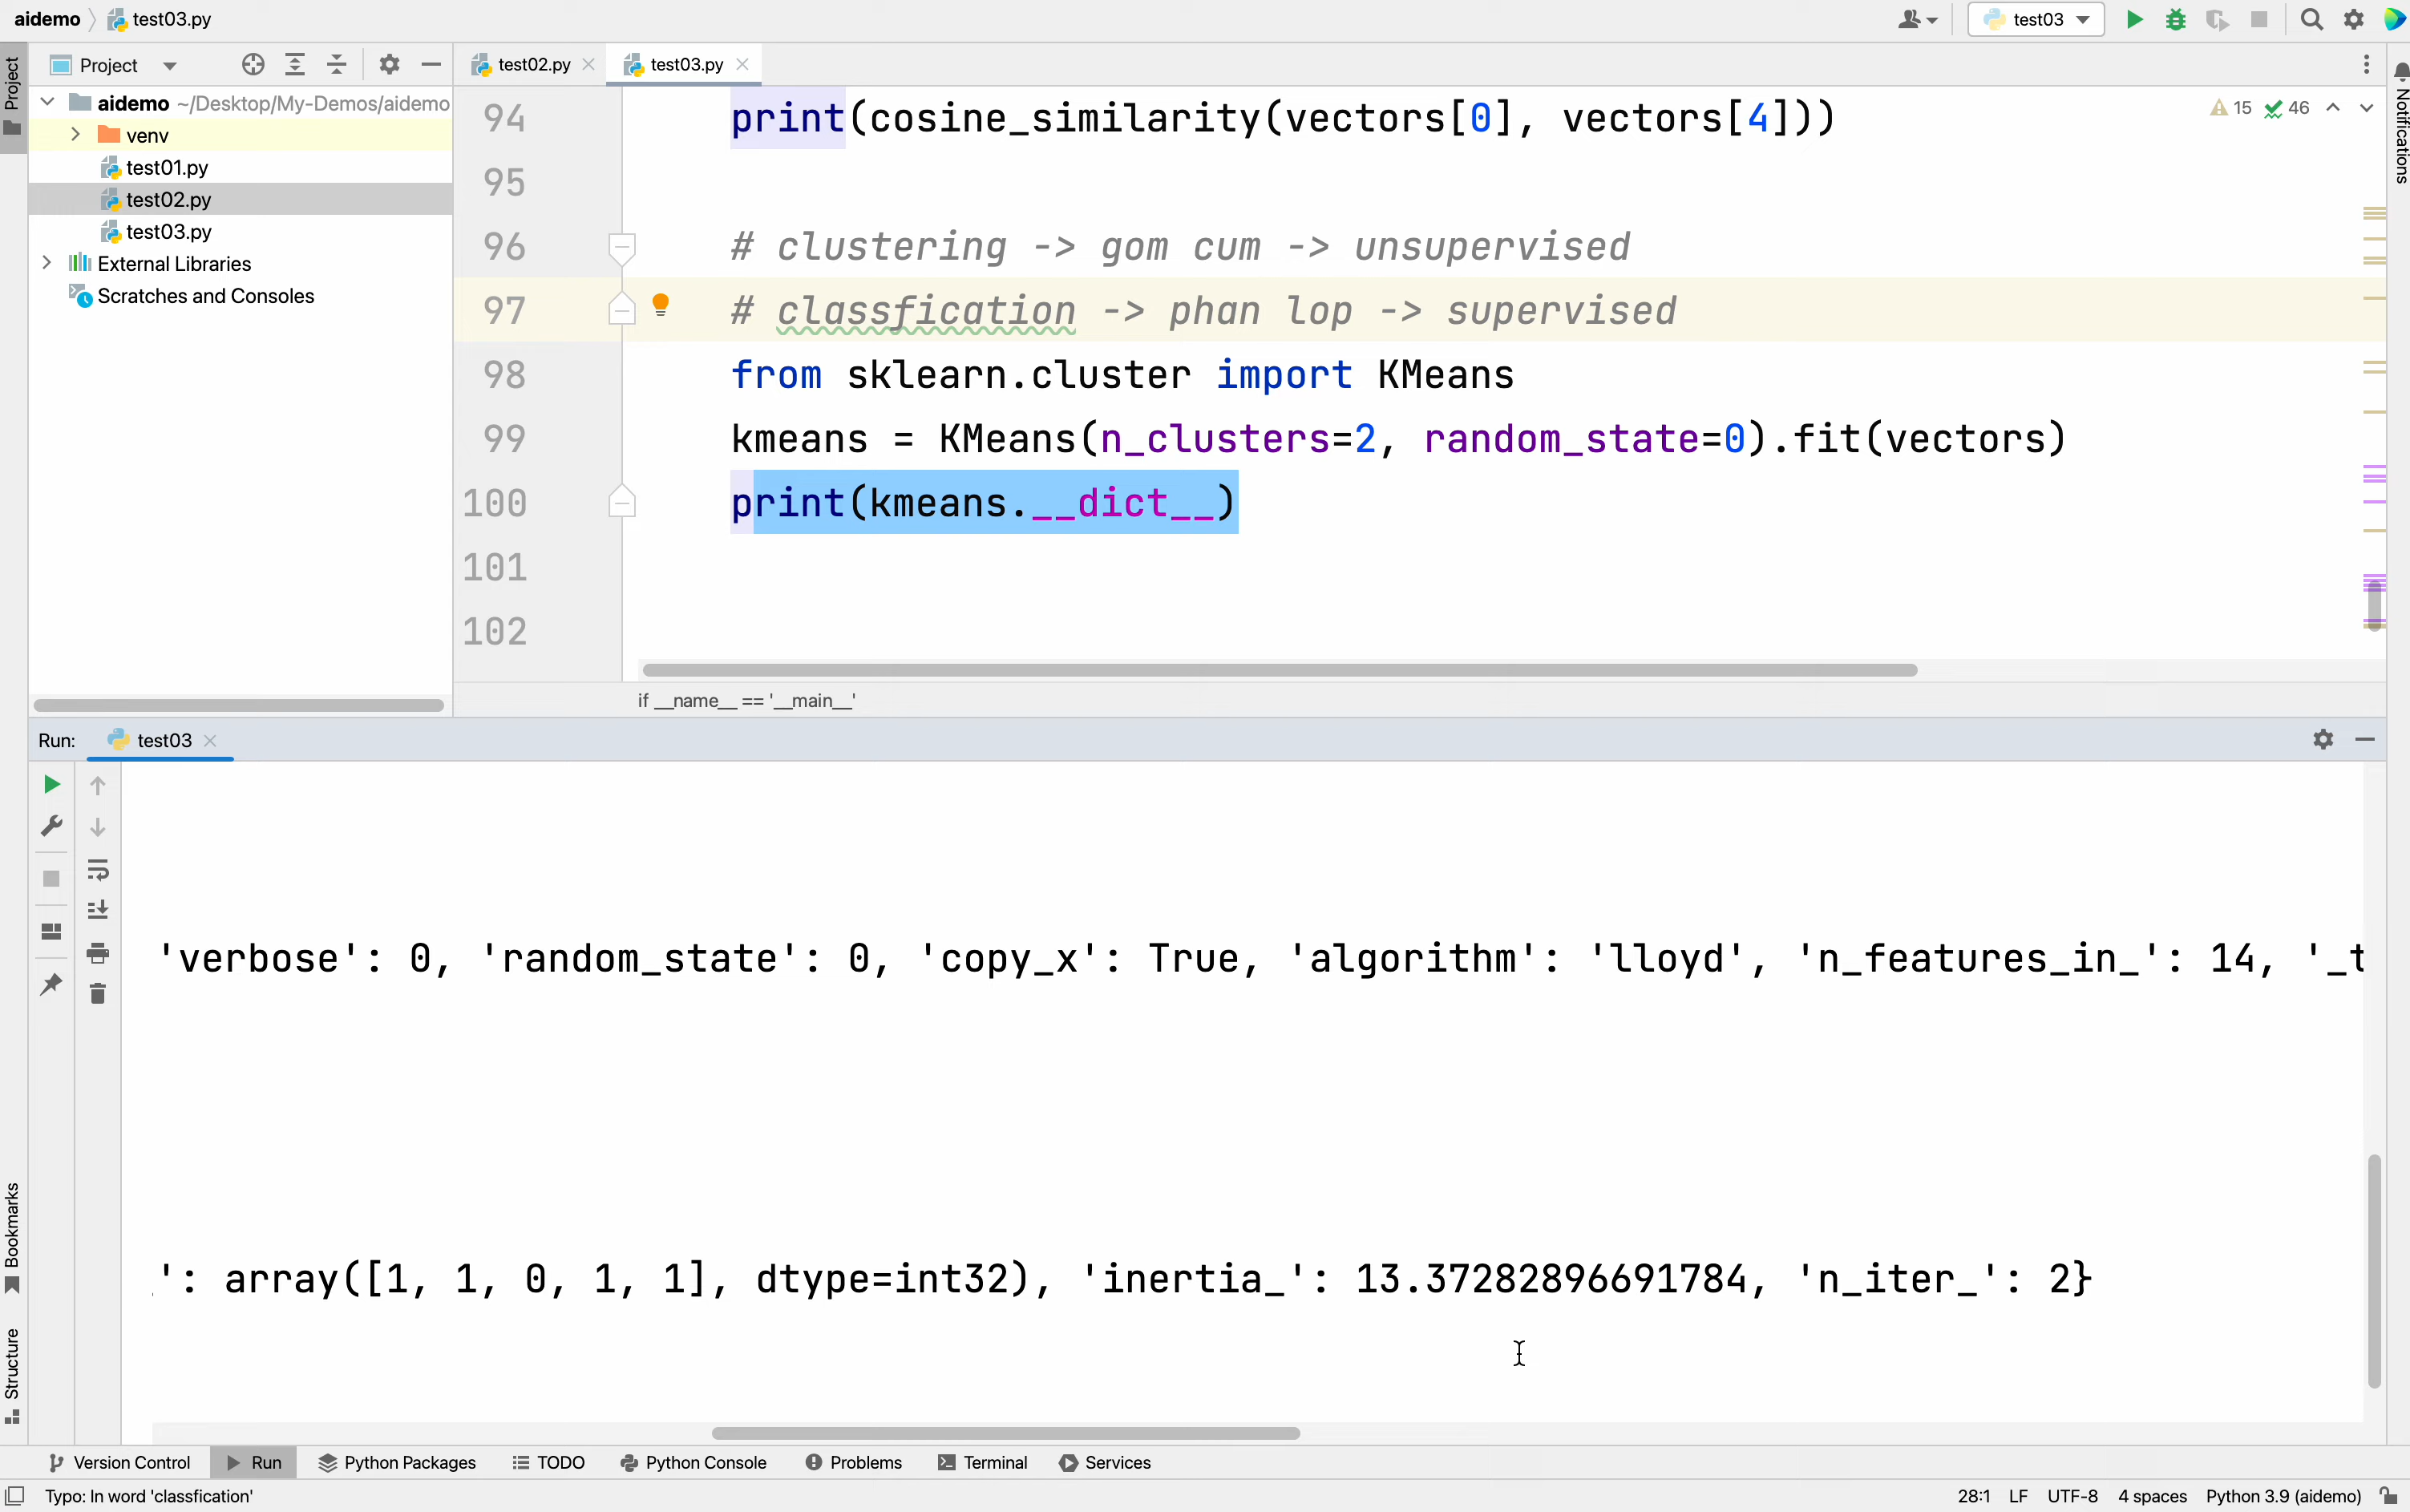 aidemo test03.py
test03
Project
test02.py
test03.py
15 46
aidemo ~/Desktop/My-Demos/aidemo
venv
test01.py
test02.py
test03.py
External Libraries
Scratches and Consoles
94 print(cosine_similarity(vectors[0], vectors[4]))
95
96 # clustering -> gom cum -> unsupervised
97 # classfication -> phan lop -> supervised
98 from sklearn.cluster import KMeans
99 kmeans = KMeans(n_clusters=2, random_state=0).fit(vectors)
100 print(kmeans.__dict__)
101
102
if __name__ == '__main__'
Project
Notifications
Run: test03
'verbose': 0, 'random_state': 0, 'copy_x': True, 'algorithm': 'lloyd', 'n_features_in_': 14, '_t
': array([1, 1, 0, 1, 1], dtype=int32), 'inertia_': 13.37282896691784, 'n_iter_': 2}
Bookmarks
Structure
Version Control Run Python Packages TODO Python Console Problems Terminal Services
Typo: In word 'classfication' 28:1 LF UTF-8 4 spaces Python 3.9 (aidemo)